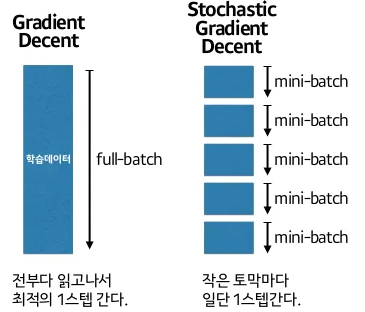 Gradient
Decent
학습데이터
full-batch
전부다 읽고나서
최적의 1스텝 간다.
Stochastic
Gradient
Decent
mini-batch
mini-batch
mini-batch
mini-batch
mini-batch
작은 토막마다
일단 1스텝간다.